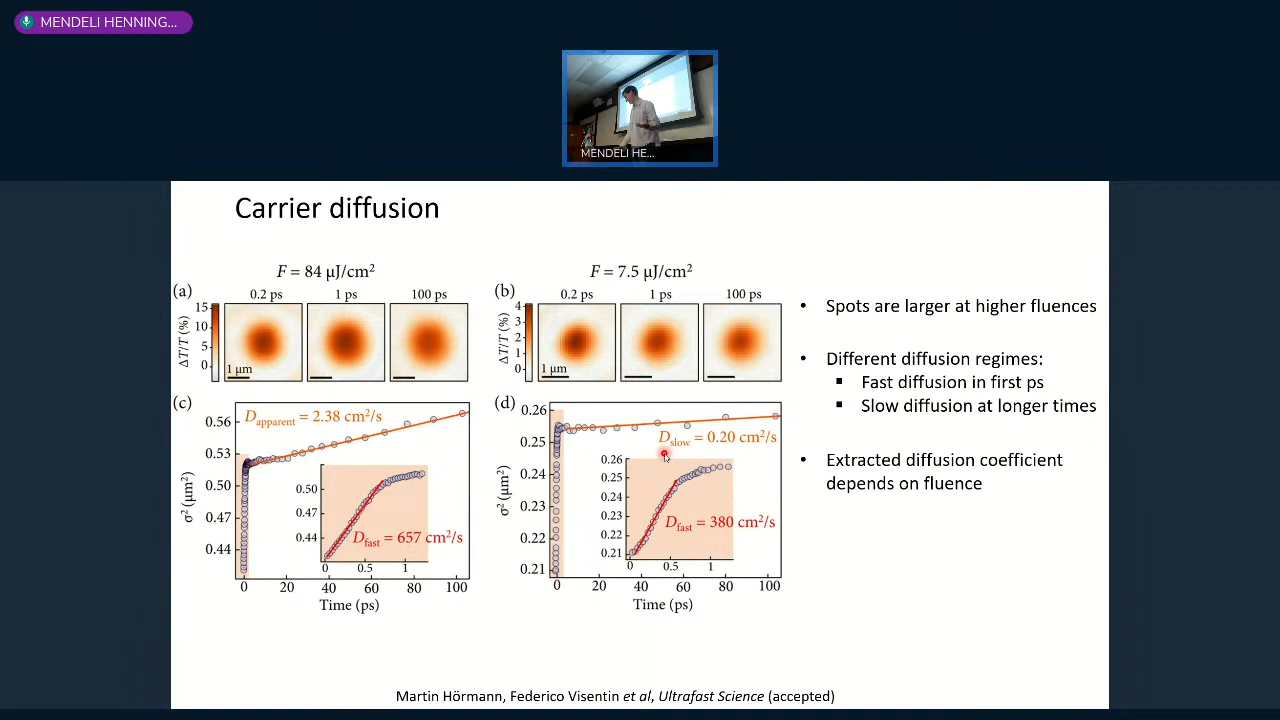 MENDELI HENNING...
MENDELI HE...
Carrier diffusion
F = 84 µJ/cm²
F = 7.5 µJ/cm²
(a)
0.2 ps
1 ps
100 ps
15
10
5
0
ΔT/T (%)
1 µm
(b)
0.2 ps
1 ps
100 ps
4
3
2
1
0
ΔT/T (%)
1 µm
(c)
D_apparent = 2.38 cm²/s
0.56
0.53
0.50
0.47
0.44
σ² (µm²)
0.50
0.47
0.44
D_fast = 657 cm²/s
0 0.5 1
0 20 40 60 80 100
Time (ps)
(d)
0.26
0.25
0.24
0.23
0.22
0.21
σ² (µm²)
D_slow = 0.20 cm²/s
0.26
0.25
0.23
0.22
0.21
D_fast = 380 cm²/s
0 0.5 1
0 20 40 60 80 100
Time (ps)
• Spots are larger at higher fluences
• Different diffusion regimes:
▪ Fast diffusion in first ps
▪ Slow diffusion at longer times
• Extracted diffusion coefficient
depends on fluence
Martin Hörmann, Federico Visentin et al, Ultrafast Science (accepted)